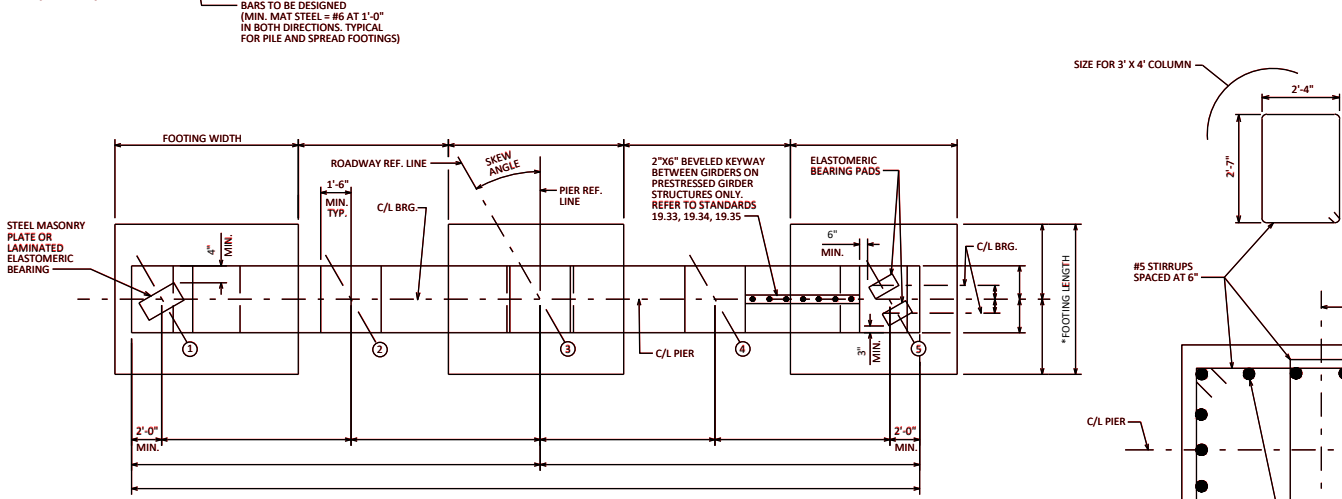 BARS TO BE DESIGNED
(MIN. MAT STEEL = #6 AT 1'-0"
IN BOTH DIRECTIONS. TYPICAL
FOR PILE AND SPREAD FOOTINGS)
SIZE FOR 3' X 4' COLUMN
2'-4"
2'-7"
FOOTING WIDTH
ROADWAY REF. LINE
SKEW
ANGLE
1'-6"
MIN.
TYP.
C/L BRG.
PIER REF.
LINE
2"X6" BEVELED KEYWAY
BETWEEN GIRDERS ON
PRESTRESSED GIRDER
STRUCTURES ONLY.
REFER TO STANDARDS
19.33, 19.34, 19.35
ELASTOMERIC
BEARING PADS
STEEL MASONRY
PLATE OR
LAMINATED
ELASTOMERIC
BEARING
4"
MIN.
6"
MIN.
C/L BRG.
*FOOTING LENGTH
#5 STIRRUPS
SPACED AT 6"
1
2
3
C/L PIER
4
3"
MIN.
5
C/L PIER
2'-0"
MIN.
2'-0"
MIN.